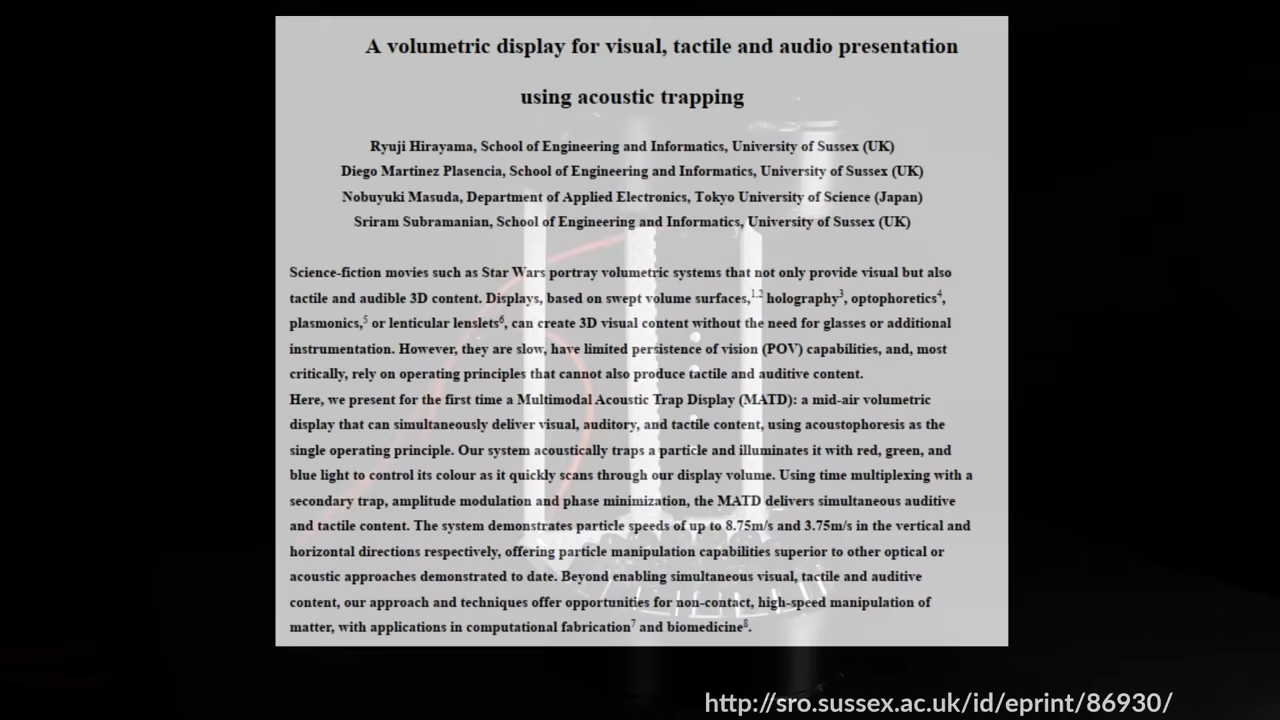 A volumetric display for visual, tactile and audio presentation
using acoustic trapping
Ryuji Hirayama, School of Engineering and Informatics, University of Sussex (UK)
Diego Martinez Plasencia, School of Engineering and Informatics, University of Sussex (UK)
Nobuyuki Masuda, Department of Applied Electronics, Tokyo University of Science (Japan)
Sriram Subramanian, School of Engineering and Informatics, University of Sussex (UK)
Science-fiction movies such as Star Wars portray volumetric systems that not only provide visual but also
tactile and audible 3D content. Displays, based on swept volume surfaces,1,2 holography3, optophoretics4,
plasmonics,5 or lenticular lenslets6, can create 3D visual content without the need for glasses or additional
instrumentation. However, they are slow, have limited persistence of vision (POV) capabilities, and, most
critically, rely on operating principles that cannot also produce tactile and auditive content.
Here, we present for the first time a Multimodal Acoustic Trap Display (MATD): a mid-air volumetric
display that can simultaneously deliver visual, auditory, and tactile content, using acoustophoresis as the
single operating principle. Our system acoustically traps a particle and illuminates it with red, green, and
blue light to control its colour as it quickly scans through our display volume. Using time multiplexing with a
secondary trap, amplitude modulation and phase minimization, the MATD delivers simultaneous auditive
and tactile content. The system demonstrates particle speeds of up to 8.75m/s and 3.75m/s in the vertical and
horizontal directions respectively, offering particle manipulation capabilities superior to other optical or
acoustic approaches demonstrated to date. Beyond enabling simultaneous visual, tactile and auditive
content, our approach and techniques offer opportunities for non-contact, high-speed manipulation of
matter, with applications in computational fabrication7 and biomedicine8.
http://sro.sussex.ac.uk/id/eprint/86930/